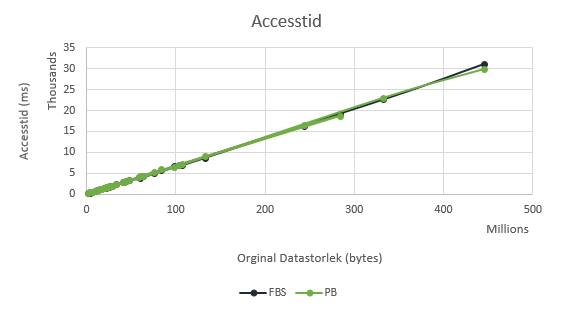 Accesstid
Accesstid (ms)
Thousands
35
30
25
20
15
10
5
0
0 100 200 300 400 500
Millions
Orginal Datastorlek (bytes)
FBS PB